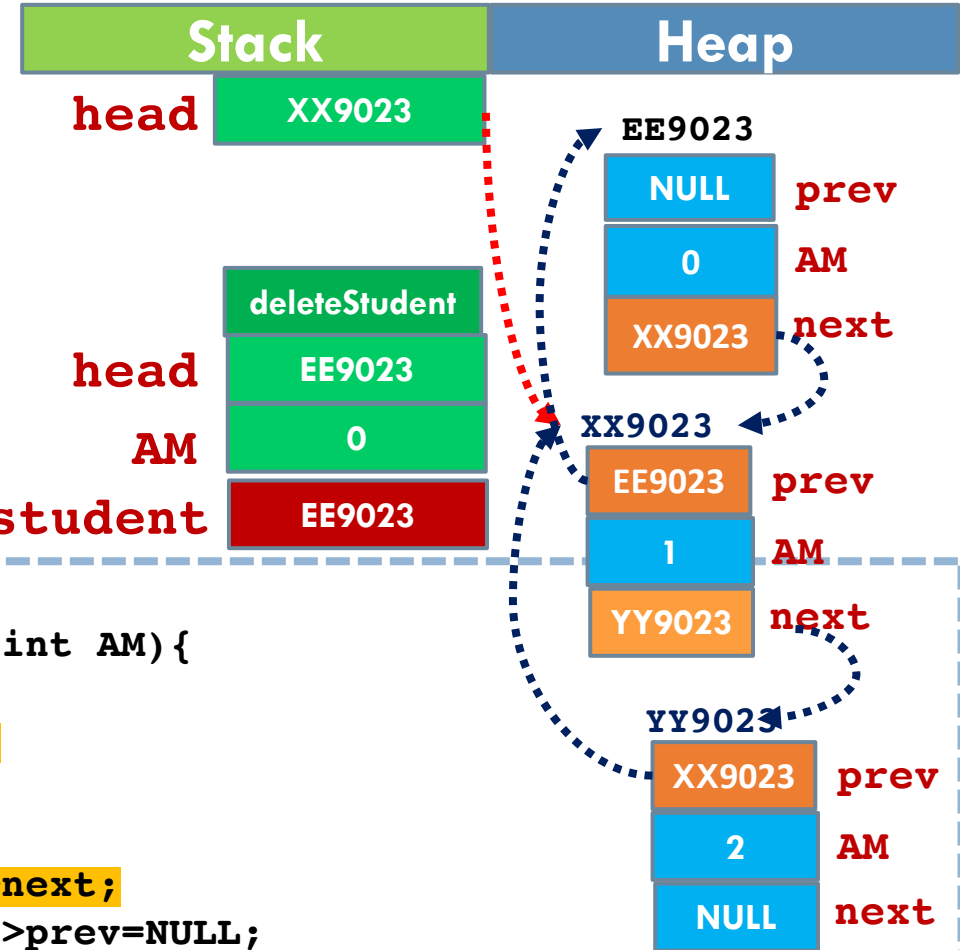 Stack Heap
head XX9023
EE9023
NULL prev
0 AM
XX9023 next
deleteStudent
head EE9023
AM 0
student EE9023
XX9023
EE9023 prev
1 AM
YY9023 next
int AM){
YY9023
XX9023 prev
2 AM
NULL next
next;
>prev=NULL;